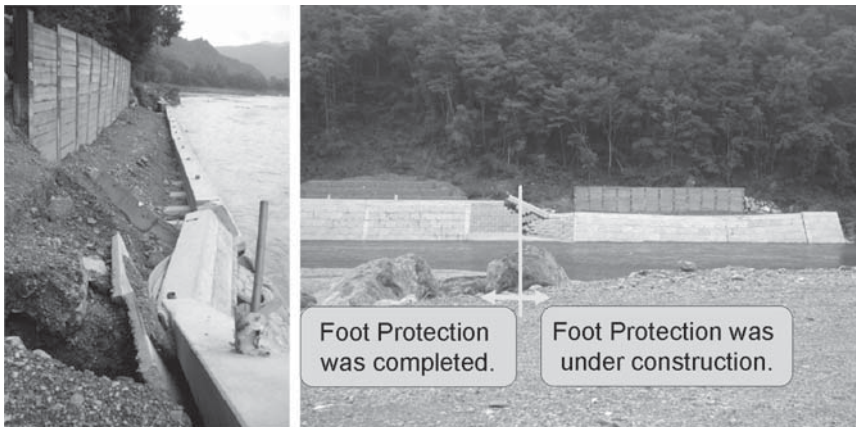 Foot Protection
was completed.
Foot Protection was
under construction.